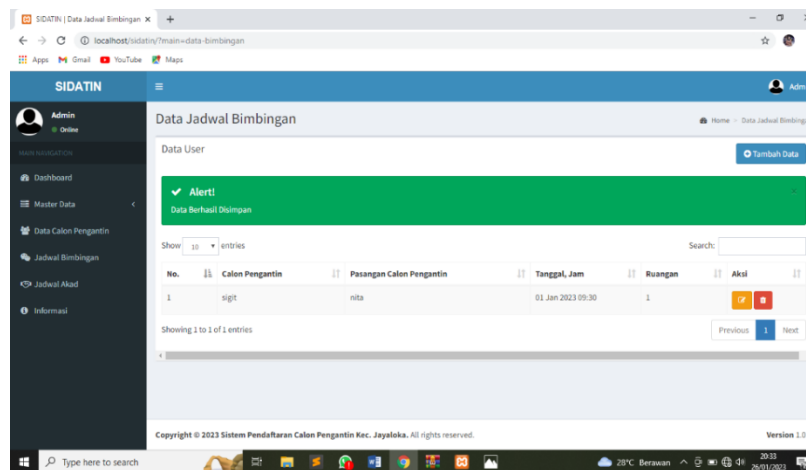 SIDATIN | Data Jadwal Bimbingan
localhost/sidatin/?main=data-bimbingan
Apps Gmail YouTube Maps
SIDATIN
Adm
Admin
Online
Data Jadwal Bimbingan
Home > Data Jadwal Bimbing
MAIN NAVIGATION
Data User
Tambah Data
Dashboard
Master Data
Data Calon Pengantin
Jadwal Bimbingan
Jadwal Akad
Informasi
Alert!
Data Berhasil Disimpan
Show 10 entries
Search:
No. Calon Pengantin Pasangan Calon Pengantin Tanggal, Jam Ruangan Aksi
1 sigit nita 01 Jan 2023 09:30 1
Showing 1 to 1 of 1 entries
Previous 1 Next
Copyright © 2023 Sistem Pendaftaran Calon Pengantin Kec. Jayaloka. All rights reserved.
Version 1.0
Type here to search
28°C Berawan
20:33
26/01/2023